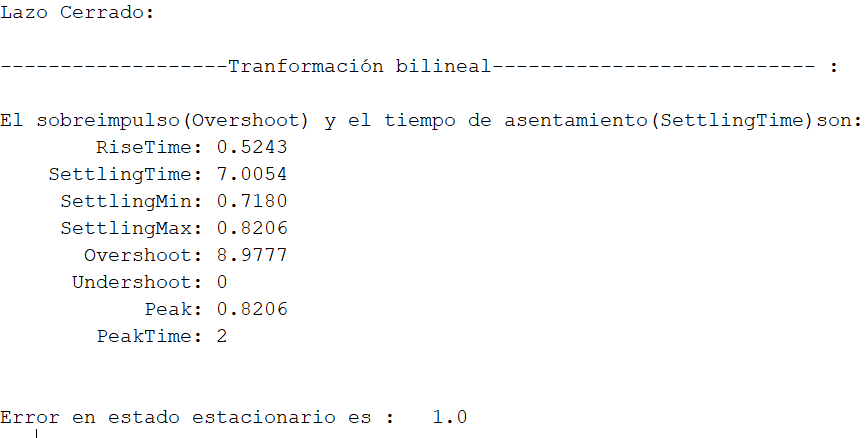 Lazo Cerrado:
-------------------Tranformación bilineal--------------------------- :
El sobreimpulso(Overshoot) y el tiempo de asentamiento(SettlingTime)son:
RiseTime: 0.5243
SettlingTime: 7.0054
SettlingMin: 0.7180
SettlingMax: 0.8206
Overshoot: 8.9777
Undershoot: 0
Peak: 0.8206
PeakTime: 2
Error en estado estacionario es :   1.0